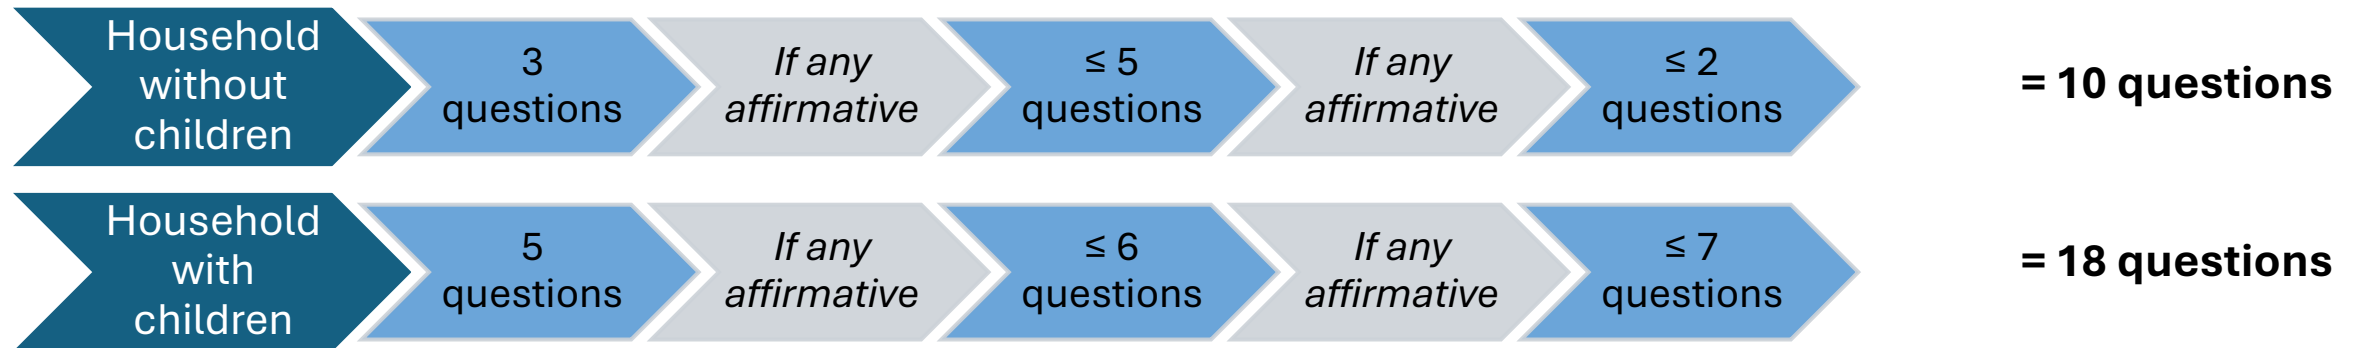 Household
without
children
3
questions
If any
affirmative
≤ 5
questions
If any
affirmative
≤ 2
questions
= 10 questions
Household
with
children
5
questions
If any
affirmative
≤ 6
questions
If any
affirmative
≤ 7
questions
= 18 questions